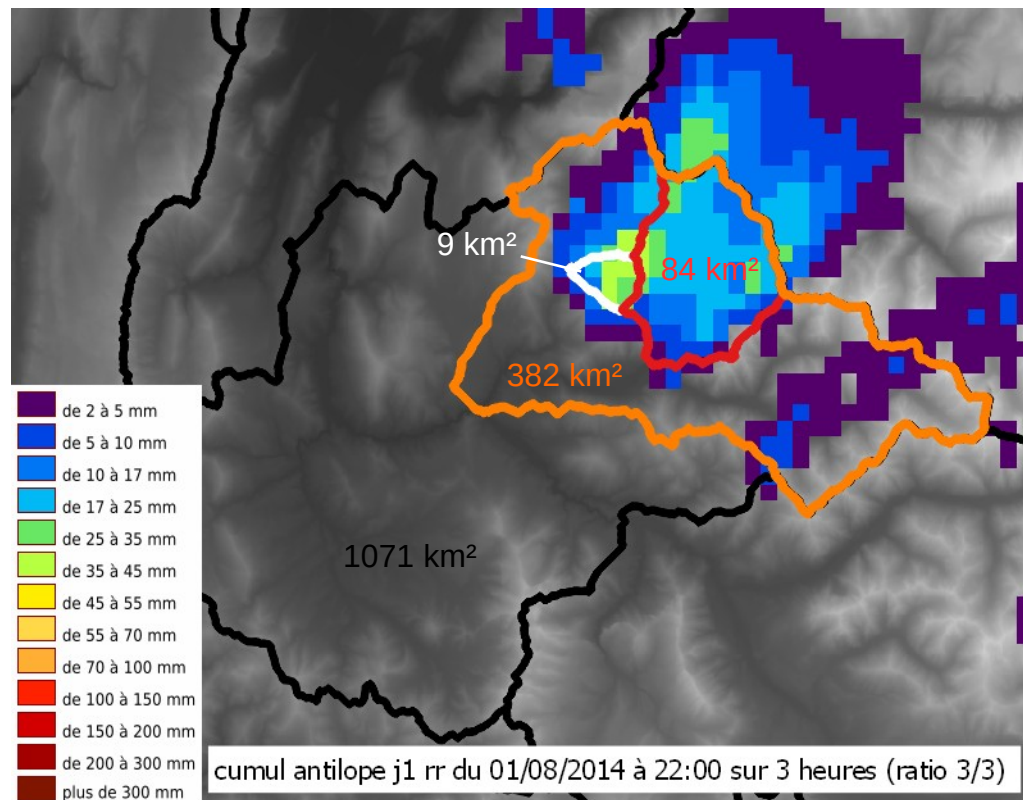 9 km²
84 km²
382 km²
1071 km²
de 2 à 5 mm
de 5 à 10 mm
de 10 à 17 mm
de 17 à 25 mm
de 25 à 35 mm
de 35 à 45 mm
de 45 à 55 mm
de 55 à 70 mm
de 70 à 100 mm
de 100 à 150 mm
de 150 à 200 mm
de 200 à 300 mm
plus de 300 mm
cumul antilope j1 rr du 01/08/2014 à 22:00 sur 3 heures (ratio 3/3)